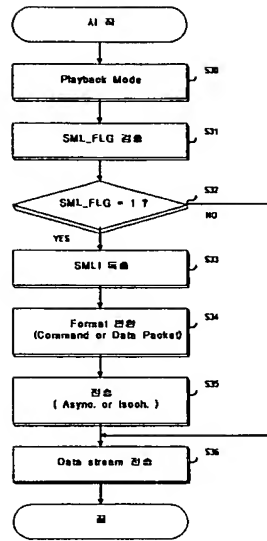 시 작
Playback Mode
S30
SML_FLG 검출
S31
SML_FLG = 1 ?
S32
NO
YES
SMLI 독출
S33
Format 변환
(Command or Data Packet)
S34
전송
( Async. or Isoch. )
S35
Data stream 전송
S36
끝